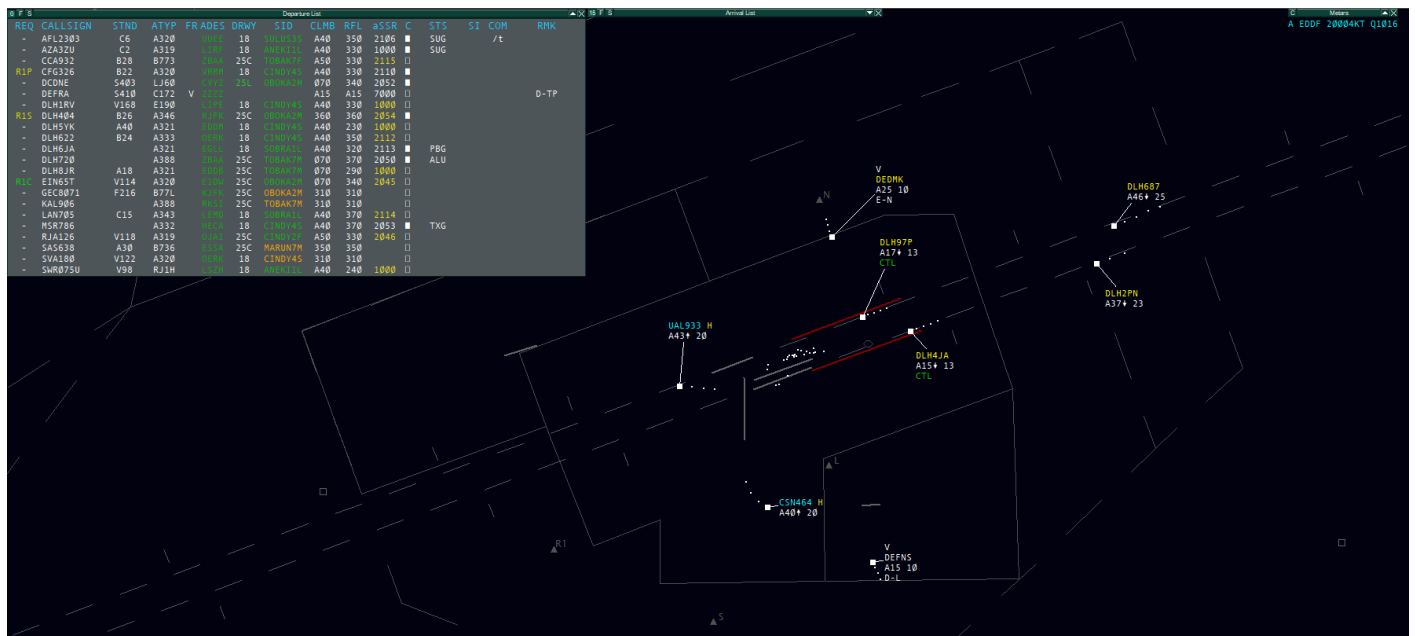 G F S Departure List
REQ CALLSIGN STND ATYP FR ADES DRWY SID CLMB RFL aSSR C STS SI COM RMK
- AFL2303 C6 A320 UUEE 18 SULUS3S A40 350 2106 SUG /t
- AZA3ZU C2 A319 LIRF 18 ANEKI1L A40 330 1000 SUG
- CCA932 B28 B773 ZBAA 25C TOBAK7F A50 330 2115
R1P CFG326 B22 A320 VRMM 18 CINDY4S A40 330 2110
- DCDNE S403 LJ60 CYYZ 25L OBOKA2M 070 340 2052
- DEFRA S410 C172 V ZZZZ A15 A15 7000 D-TP
- DLH1RV V168 E190 LIPE 18 CINDY4S A40 330 1000
R1S DLH404 B26 A346 KJFK 25C OBOKA2M 360 360 2054
- DLH5YK A40 A321 EDDM 18 CINDY4S A40 230 1000
- DLH622 B24 A333 OERK 18 CINDY4S A40 350 2112
- DLH6JA A321 EGLL 18 SOBRA1L A40 320 2113 PBG
- DLH720 A388 ZBAA 25C TOBAK7M 070 370 2050 ALU
- DLH8JR A18 A321 EDDB 25C TOBAK7M 070 290 1000
R1C EIN65T V114 A320 EIDW 25C OBOKA2M 070 340 2045
- GEC8071 F216 B77L KJFK 25C OBOKA2M 310 310
- KAL906 A388 RKSI 25C TOBAK7M 310 310
- LAN705 C15 A343 LEMD 18 SOBRA1L A40 370 2114
- MSR786 A332 HECA 18 CINDY4S A40 370 2053 TXG
- RJA126 V118 A319 OJAI 25C CINDY2F A50 330 2046
- SAS638 A30 B736 ESSA 25C MARUN7M 350 350
- SVA180 V122 A320 OERK 18 CINDY4S 310 310
- SWR075U V98 RJ1H LSZH 18 ANEKI1L A40 240 1000
F S Arrival List
C Metars
A EDDF 20004KT Q1016
V
DEDMK
A25 10
E-N
N
DLH687
A46↓ 25
DLH97P
A17↓ 13
CTL
DLH2PN
A37↓ 23
UAL933 H
A43↑ 20
DLH4JA
A15↓ 13
CTL
L
CSN464 H
A40↑ 20
R1
V
DEFNS
A15 10
D-L
S